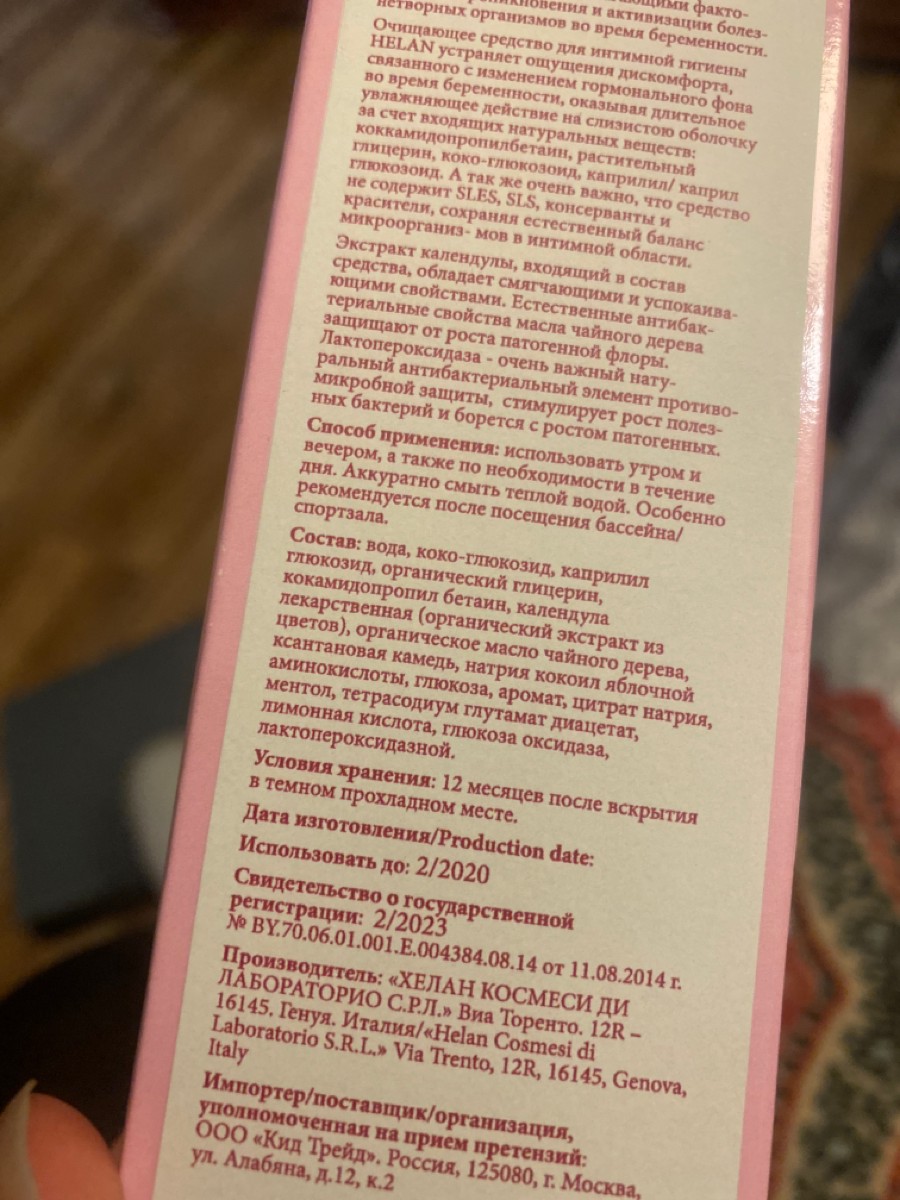 проникновения и активизации болез-
нетворных организмов во время беременности.
Очищающее средство для интимной гигиены
HELAN устраняет ощущения дискомфорта,
связанного с изменением гормонального фона
во время беременности, оказывая длительное
увлажняющее действие на слизистою оболочку
за счет входящих натуральных веществ:
коккамидопропилбетаин, растительный
глицерин, коко-глюкозоид, каприлил/ каприл
глюкозоид. А так же очень важно, что средство
не содержит SLES, SLS, консерванты и
красители, сохраняя естественный баланс
микроорганиз- мов в интимной области.
Экстракт календулы, входящий в состав
средства, обладает смягчающими и успокаива-
ющими свойствами. Естественные антибак-
териальные свойства масла чайного дерева
защищают от роста патогенной флоры.
Лактопероксидаза - очень важный нату-
ральный антибактериальный элемент противо-
микробной защиты, стимулирует рост полез-
ных бактерий и борется с ростом патогенных.
Способ применения: использовать утром и
вечером, а также по необходимости в течение
дня. Аккуратно смыть теплой водой. Особенно
рекомендуется после посещения бассейна/
спортзала.
Состав: вода, коко-глюкозид, каприлил
глюкозид, органический глицерин,
кокамидопропил бетаин, календула
лекарственная (органический экстракт из
цветов), органическое масло чайного дерева,
ксантановая камедь, натрия кокоил яблочной
аминокислоты, глюкоза, аромат, цитрат натрия,
ментол, тетрасодиум глутамат диацетат,
лимонная кислота, глюкоза оксидаза,
лактопероксидазной.
Условия хранения: 12 месяцев после вскрытия
в темном прохладном месте.
Дата изготовления/Production date:
Использовать до: 2/2020
Свидетельство о государственной
регистрации: 2/2023
№ BY.70.06.01.001.E.004384.08.14 от 11.08.2014 г.
Производитель: «ХЕЛАН КОСМЕСИ ДИ
ЛАБОРАТОРИО С.Р.Л.» Виа Торенто. 12R –
16145. Генуя. Италия/«Helan Cosmesi di
Laboratorio S.R.L.» Via Trento, 12R, 16145, Genova,
Italy
Импортер/поставщик/организация,
уполномоченная на прием претензий:
ООО «Кид Трейд». Россия, 125080, г. Москва,
ул. Алабяна, д.12, к.2